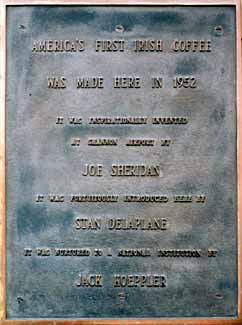 AMERICA'S FIRST IRISH COFFEE
WAS MADE HERE IN 1952
IT WAS INSPIRATIONALLY INVENTED
AT SHANNON AIRPORT BY
JOE SHERIDAN
IT WAS FORTUITOUSLY INTRODUCED HERE BY
STAN DELAPLANE
IT WAS NURTURED TO A NATIONAL INSTITUTION BY
JACK KOEPPLER